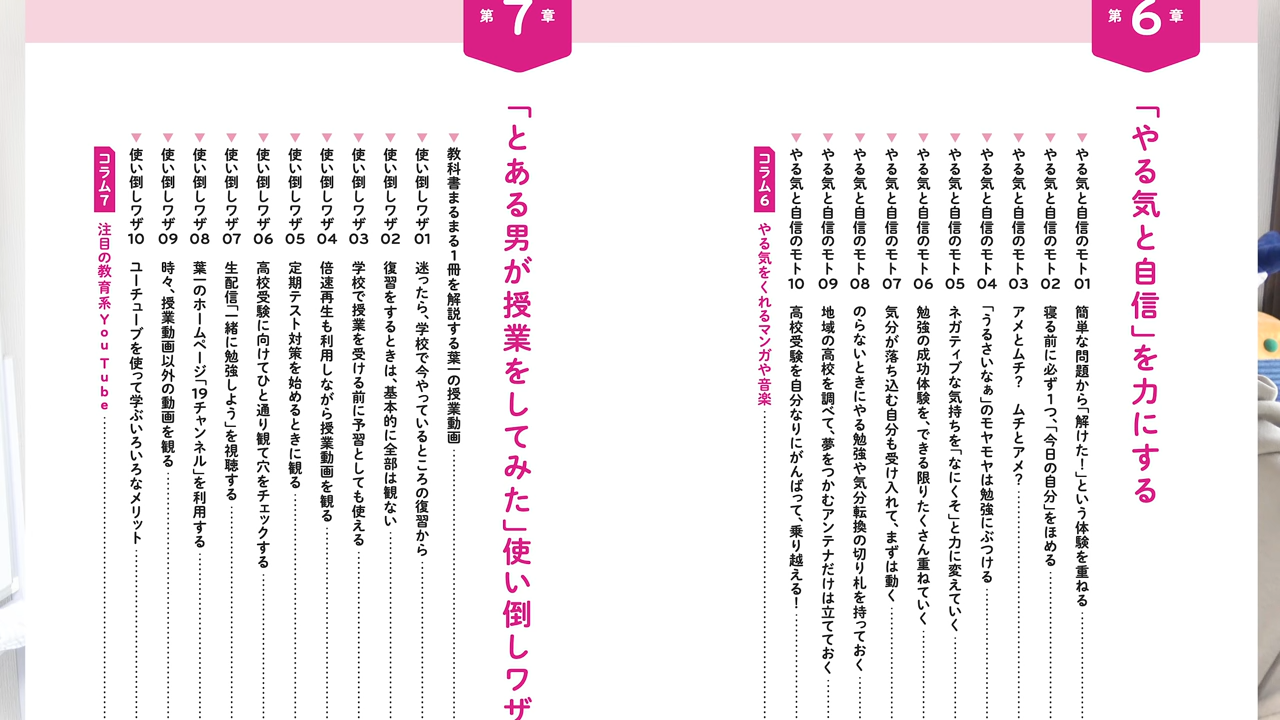 第6章
「やる気と自信」を力にする
▼やる気と自信のモト01 簡単な問題から「解けた！」という体験を重ねる
▼やる気と自信のモト02 寝る前に必ず1つ、「今日の自分」をほめる
▼やる気と自信のモト03 アメとムチ？ ムチとアメ？
▼やる気と自信のモト04 「うるさいなぁ」のモヤモヤは勉強にぶつける
▼やる気と自信のモト05 ネガティブな気持ちを「なにくそ」と力に変えていく
▼やる気と自信のモト06 勉強の成功体験を、できる限りたくさん重ねていく
▼やる気と自信のモト07 気分が落ち込む自分も受け入れて、まずは動く
▼やる気と自信のモト08 のらないときにやる勉強や気分転換の切り札を持っておく
▼やる気と自信のモト09 地域の高校を調べて、夢をつかむアンテナだけは立てておく
▼やる気と自信のモト10 高校受験を自分なりにがんばって、乗り越える！
コラム6 やる気をくれるマンガや音楽
第7章
「とある男が授業をしてみた」使い倒しワザ
▼教科書まるまる1冊を解説する葉一の授業動画
▼使い倒しワザ01 迷ったら、学校で今やっているところの復習から
▼使い倒しワザ02 復習をするときは、基本的に全部は観ない
▼使い倒しワザ03 学校で授業を受ける前に予習としても使える
▼使い倒しワザ04 倍速再生も利用しながら授業動画を観る
▼使い倒しワザ05 定期テスト対策を始めるときに観る
▼使い倒しワザ06 高校受験に向けてひと通り観て穴をチェックする
▼使い倒しワザ07 生配信「一緒に勉強しよう」を視聴する
▼使い倒しワザ08 葉一のホームページ「19チャンネル」を利用する
▼使い倒しワザ09 時々、授業動画以外の動画を観る
▼使い倒しワザ10 ユーチューブを使って学ぶいろいろなメリット
コラム7 注目の教育系YouTube